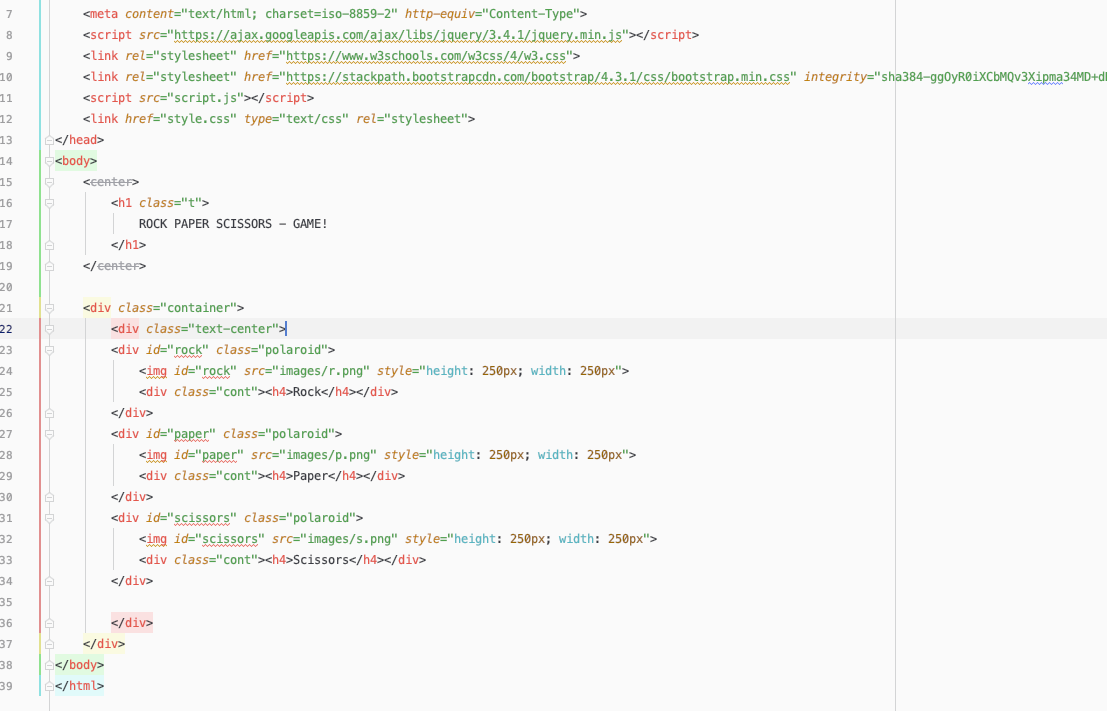 7 <meta content="text/html; charset=iso-8859-2" http-equiv="Content-Type">
8 <script src="https://ajax.googleapis.com/ajax/libs/jquery/3.4.1/jquery.min.js"></script>
9 <link rel="stylesheet" href="https://www.w3schools.com/w3css/4/w3.css">
10 <link rel="stylesheet" href="https://stackpath.bootstrapcdn.com/bootstrap/4.3.1/css/bootstrap.min.css" integrity="sha384-ggOyR0iXCbMQv3Xipma34MD+d
11 <script src="script.js"></script>
12 <link href="style.css" type="text/css" rel="stylesheet">
13 </head>
14 <body>
15 <center>
16 <h1 class="t">
17 ROCK PAPER SCISSORS - GAME!
18 </h1>
19 </center>
20
21 <div class="container">
22 <div class="text-center">
23 <div id="rock" class="polaroid">
24 <img id="rock" src="images/r.png" style="height: 250px; width: 250px">
25 <div class="cont"><h4>Rock</h4></div>
26 </div>
27 <div id="paper" class="polaroid">
28 <img id="paper" src="images/p.png" style="height: 250px; width: 250px">
29 <div class="cont"><h4>Paper</h4></div>
30 </div>
31 <div id="scissors" class="polaroid">
32 <img id="scissors" src="images/s.png" style="height: 250px; width: 250px">
33 <div class="cont"><h4>Scissors</h4></div>
34 </div>
35
36 </div>
37 </div>
38 </body>
39 </html>